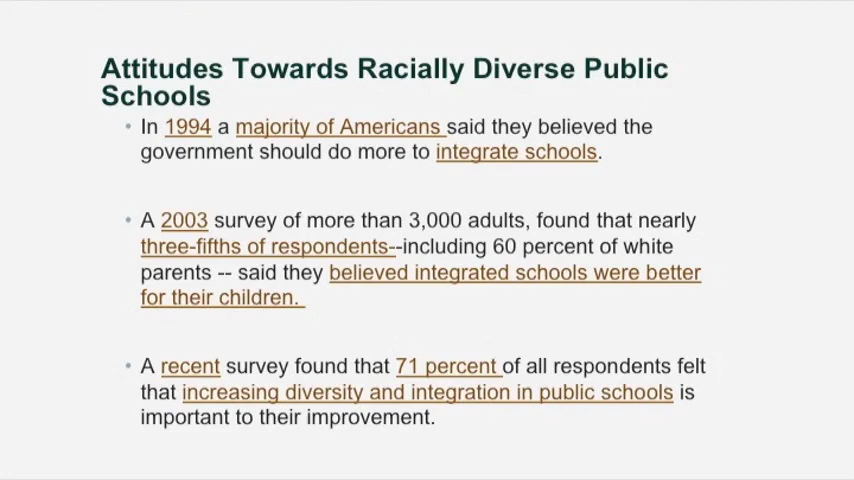 Attitudes Towards Racially Diverse Public
Schools
• In 1994 a majority of Americans said they believed the
government should do more to integrate schools.
• A 2003 survey of more than 3,000 adults, found that nearly
three-fifths of respondents--including 60 percent of white
parents -- said they believed integrated schools were better
for their children.
• A recent survey found that 71 percent of all respondents felt
that increasing diversity and integration in public schools is
important to their improvement.